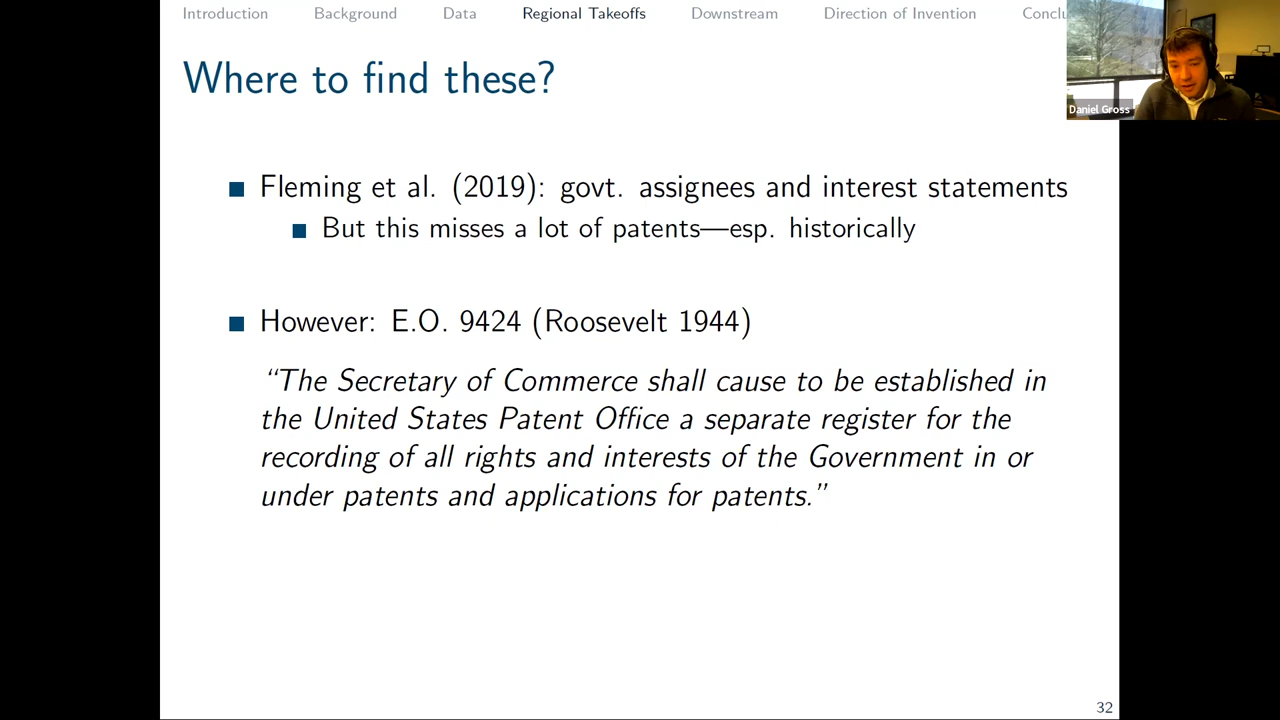 Introduction Background Data Regional Takeoffs Downstream Direction of Invention
Daniel Gross
Where to find these?
Fleming et al. (2019): govt. assignees and interest statements
But this misses a lot of patents—esp. historically
However: E.O. 9424 (Roosevelt 1944)
“The Secretary of Commerce shall cause to be established in
the United States Patent Office a separate register for the
recording of all rights and interests of the Government in or
under patents and applications for patents.”
32